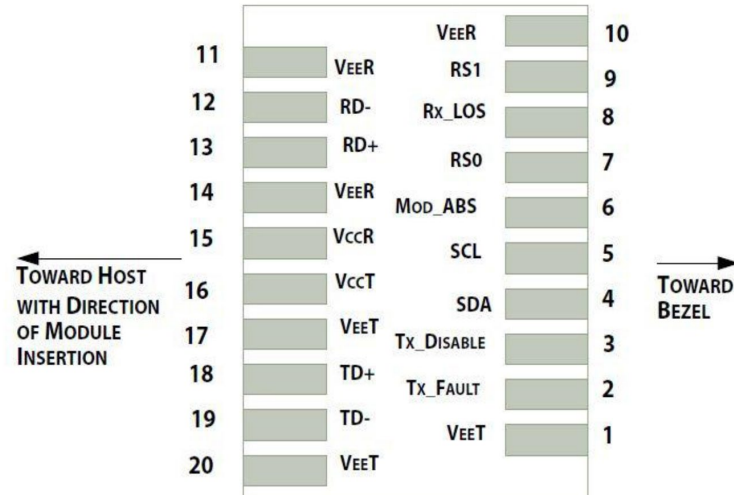 11 VEER
12 RD-
13 RD+
14 VEER
15 VCCR
16 VCCT
17 VEET
18 TD+
19 TD-
20 VEET
VEER 10
RS1 9
RX_LOS 8
RS0 7
MOD_ABS 6
SCL 5
SDA 4
TX_DISABLE 3
TX_FAULT 2
VEET 1
TOWARD HOST
WITH DIRECTION
OF MODULE
INSERTION
TOWARD
BEZEL